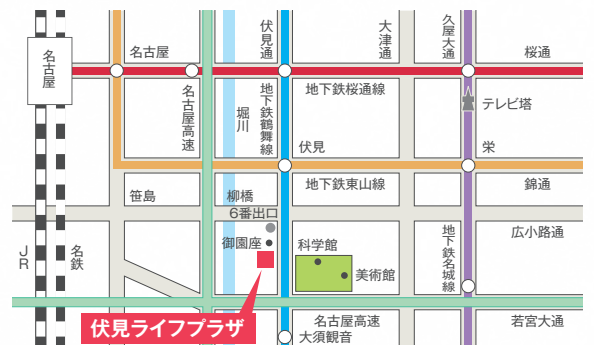 伏見通
大津通
久屋大通
名古屋
名古屋
桜通
名古屋高速
堀川
地下鉄鶴舞線
地下鉄桜通線
テレビ塔
伏見
栄
笹島
柳橋
地下鉄東山線
錦通
6番出口
JR
名鉄
御園座
科学館
美術館
地下鉄名城線
広小路通
伏見ライフプラザ
名古屋高速
大須観音
若宮大通